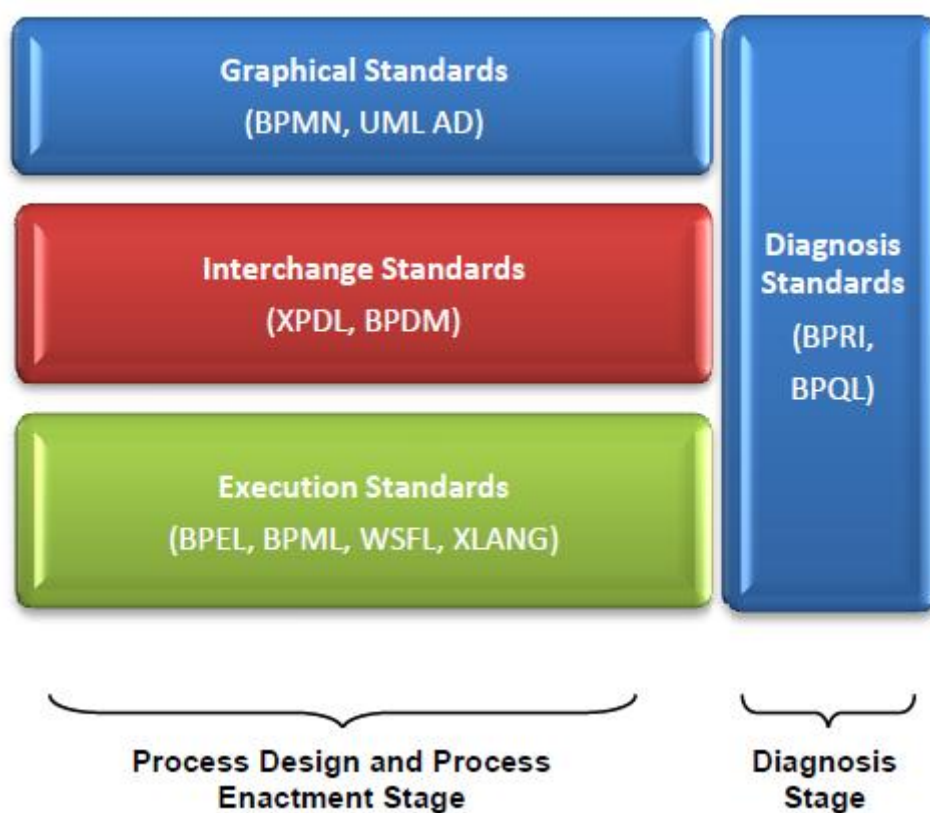 Graphical Standards
(BPMN, UML AD)
Interchange Standards
(XPDL, BPDM)
Execution Standards
(BPEL, BPML, WSFL, XLANG)
Diagnosis
Standards
(BPRI,
BPQL)
Process Design and Process
Enactment Stage
Diagnosis
Stage